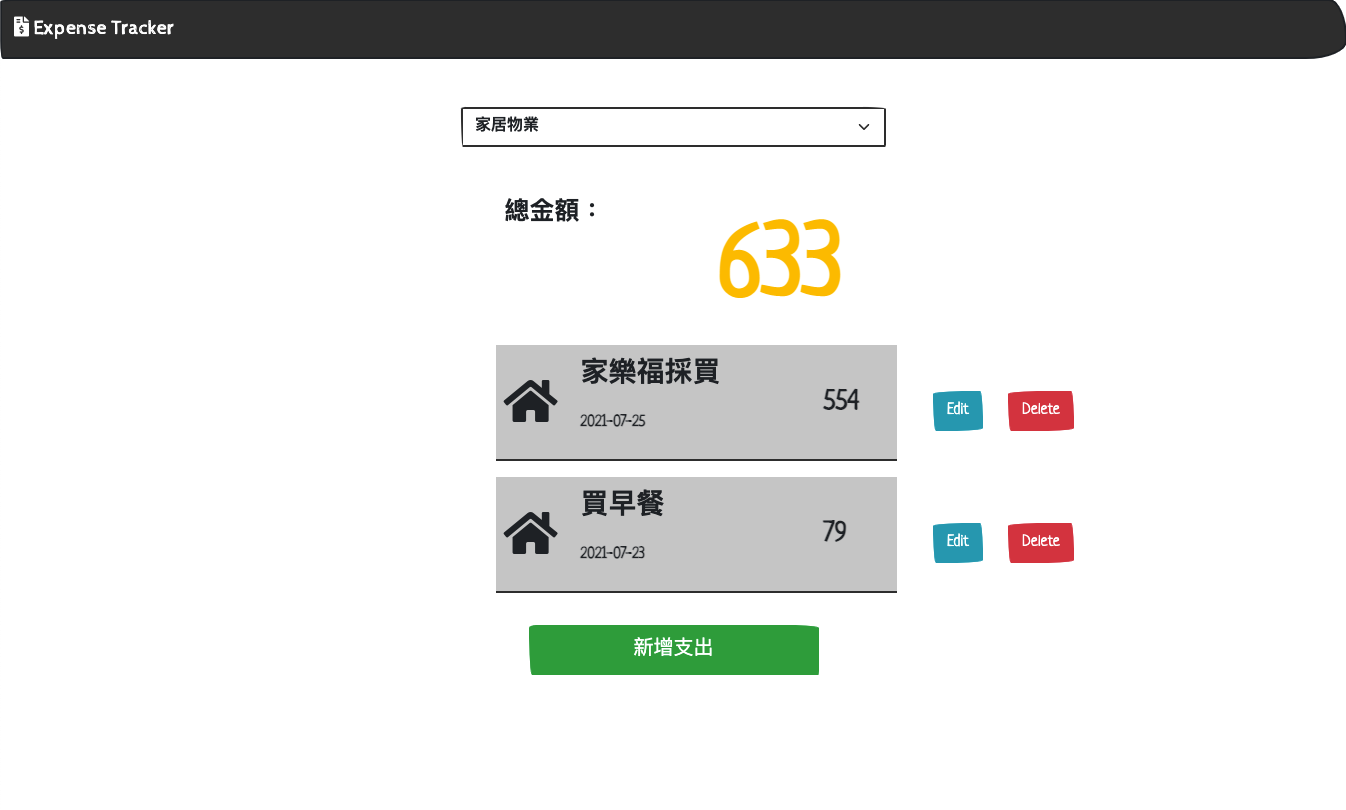 Expense Tracker
家居物業
總金額：
633
家樂福採買
554
2021-07-25
Edit
Delete
買早餐
79
2021-07-23
Edit
Delete
新增支出